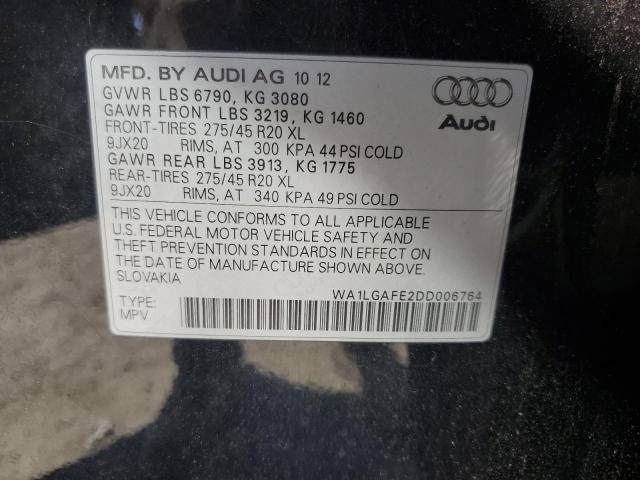 MFD. BY AUDI AG 10 12
GVWR LBS 6790, KG 3080
GAWR FRONT LBS 3219, KG 1460
FRONT-TIRES 275/45 R20 XL
9JX20 RIMS, AT 300 KPA 44 PSI COLD
GAWR REAR LBS 3913, KG 1775
REAR-TIRES 275/45 R20 XL
9JX20 RIMS, AT 340 KPA 49 PSI COLD
Audi
THIS VEHICLE CONFORMS TO ALL APPLICABLE
U.S. FEDERAL MOTOR VEHICLE SAFETY AND
THEFT PREVENTION STANDARDS IN EFFECT ON
THE DATE OF MANUFACTURE SHOWN ABOVE.
SLOVAKIA
WA1LGAFE2DD006764
TYPE:
MPV